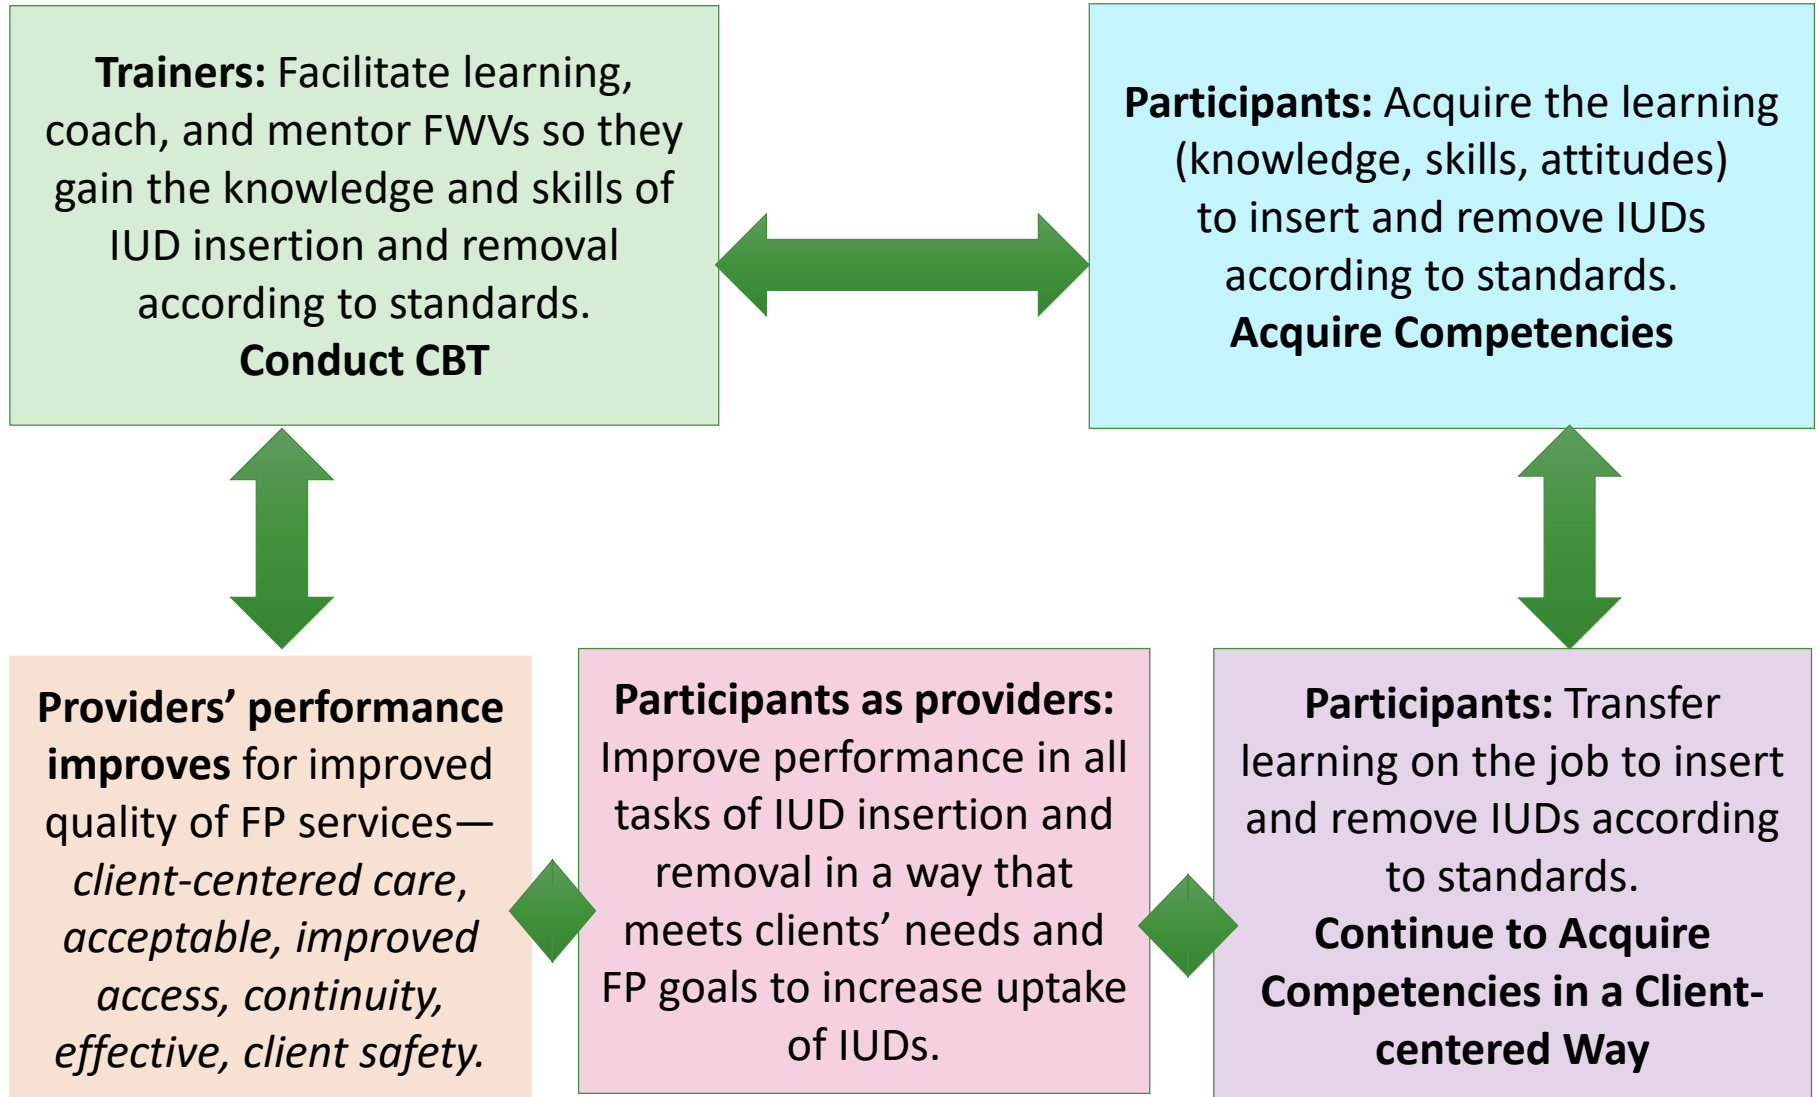 Trainers: Facilitate learning,
coach, and mentor FWVs so they
gain the knowledge and skills of
IUD insertion and removal
according to standards.
Conduct CBT
Participants: Acquire the learning
(knowledge, skills, attitudes)
to insert and remove IUDs
according to standards.
Acquire Competencies
Providers’ performance
improves for improved
quality of FP services—
client-centered care,
acceptable, improved
access, continuity,
effective, client safety.
Participants as providers:
Improve performance in all
tasks of IUD insertion and
removal in a way that
meets clients’ needs and
FP goals to increase uptake
of IUDs.
Participants: Transfer
learning on the job to insert
and remove IUDs according
to standards.
Continue to Acquire
Competencies in a Client-
centered Way